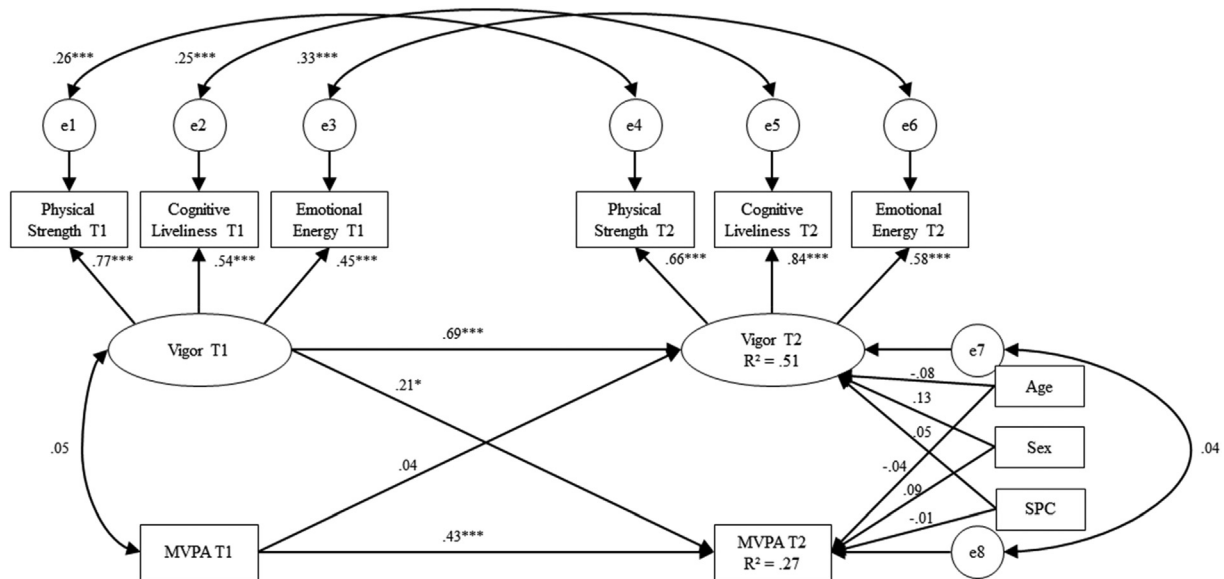 .26***
.25***
.33***
e1
e2
e3
e4
e5
e6
Physical
Strength T1
Cognitive
Liveliness T1
Emotional
Energy T1
Physical
Strength T2
Cognitive
Liveliness T2
Emotional
Energy T2
.77***
.54***
.45***
.66***
.84***
.58***
Vigor T1
.69***
Vigor T2
R² = .51
e7
-.08
Age
.21*
.13
.05
.05
Sex
.04
.04
-.04
.09
SPC
-.01
MVPA T1
.43***
MVPA T2
R² = .27
e8